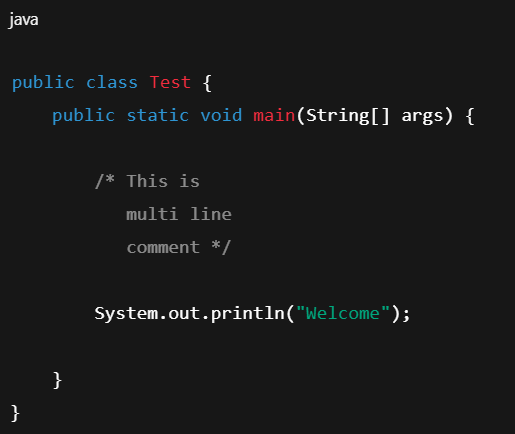 java
public class Test {
    public static void main(String[] args) {
        /* This is
           multi line
           comment */
        System.out.println("Welcome");
    }
}